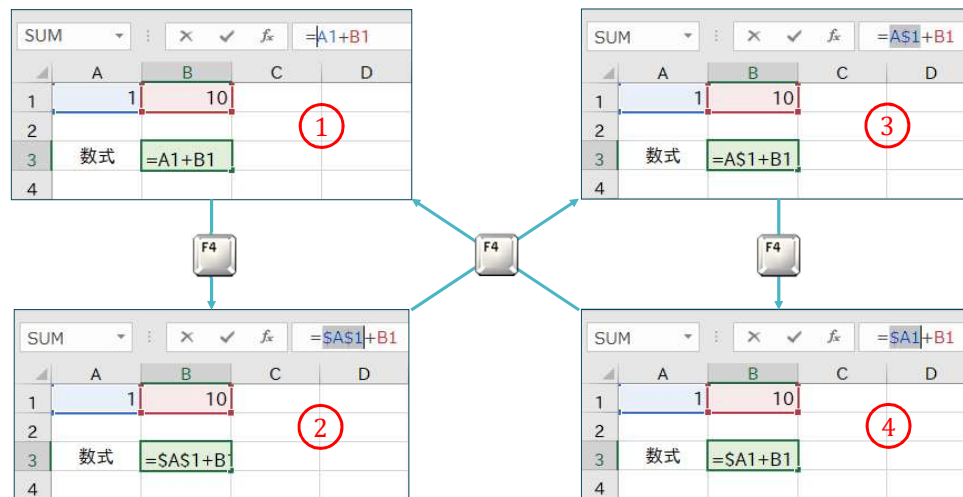 SUM fx =A1+B1
A B C D
1 1 10
2
3 数式 =A1+B1
4
①
SUM fx =A$1+B1
A B C D
1 1 10
2
3 数式 =A$1+B1
4
③
F4
F4
F4
SUM fx =$A$1+B1
A B C D
1 1 10
2
3 数式 =$A$1+B1
4
②
SUM fx =$A1+B1
A B C D
1 1 10
2
3 数式 =$A1+B1
4
④